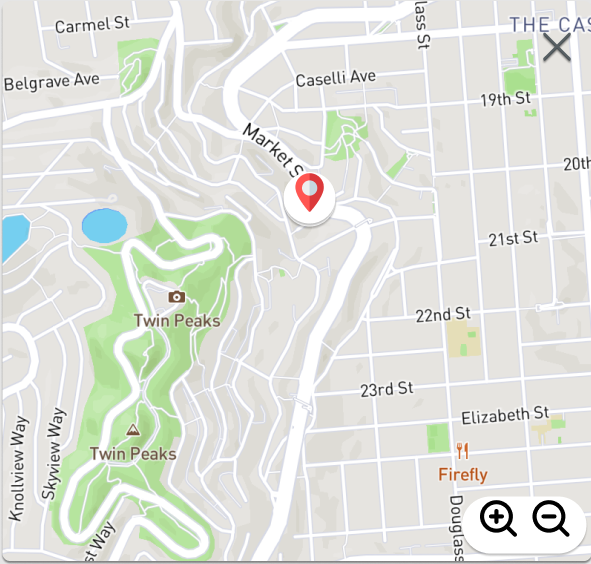 Carmel St
lass St
THE CAS
Belgrave Ave
Caselli Ave
19th St
Market S
20th
21st St
Twin Peaks
22nd St
23rd St
Elizabeth St
Knollview Way
Skyview Way
Twin Peaks
Firefly
st Way
Douglass